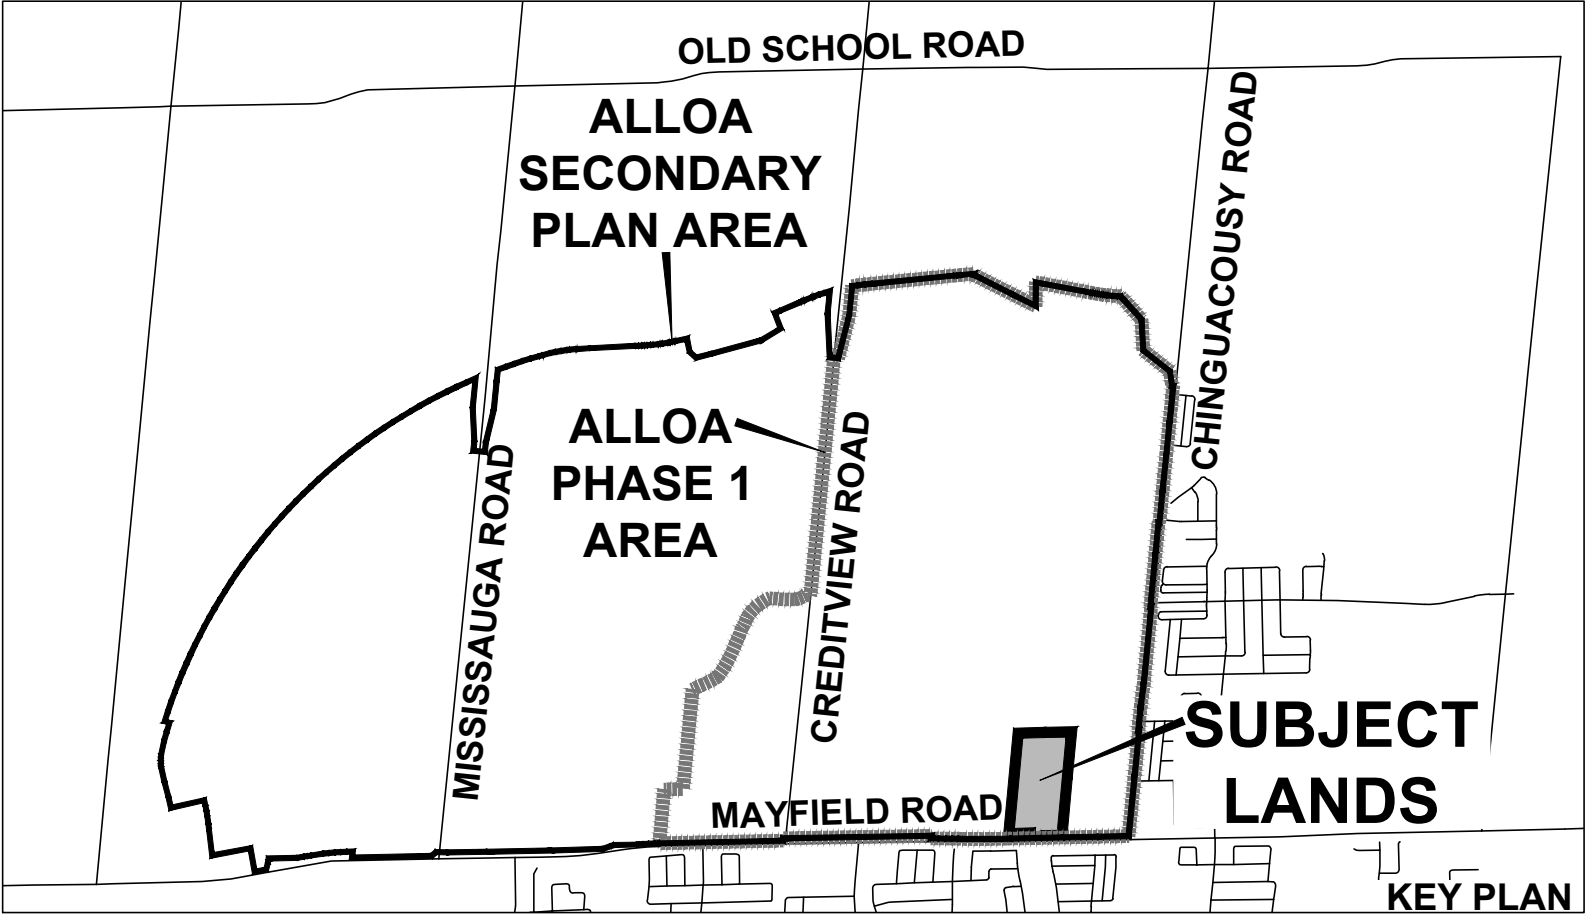 OLD SCHOOL ROAD
ALLOA
SECONDARY
PLAN AREA
CHINGUACOUSY ROAD
ALLOA
PHASE 1
AREA
MISSISSAUGA ROAD
CREDITVIEW ROAD
SUBJECT
LANDS
MAYFIELD ROAD
KEY PLAN